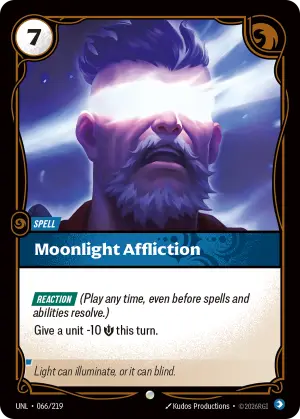 7
SPELL
Moonlight Affliction
REACTION (Play any time, even before spells and
abilities resolve.)
Give a unit -10 this turn.
Light can illuminate, or it can blind.
UNL • 066/219
Kudos Productions • ©2026RGI